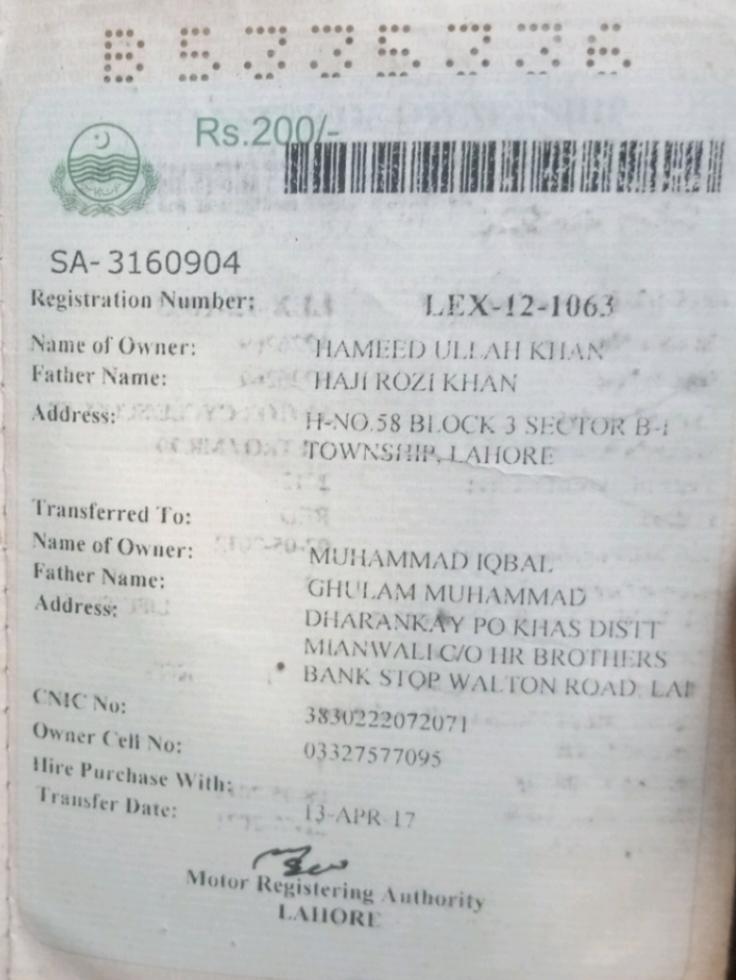 B 5335336
Rs.200/-
SA-3160904
Registration Number: LEX-12-1063
Name of Owner: HAMEED ULLAH KHAN
Father Name: HAJI ROZI KHAN
Address: H-NO.58 BLOCK 3 SECTOR B-1
TOWNSHIP, LAHORE
Transferred To:
Name of Owner: MUHAMMAD IQBAL
Father Name: GHULAM MUHAMMAD
Address: DHARANKAY PO KHAS DISTT
MIANWALI C/O HR BROTHERS
BANK STOP WALTON ROAD
CNIC No: 3830222072071
Owner Cell No: 03327577095
Hire Purchase With:
Transfer Date: 13-APR-17
Motor Registering Authority
LAHORE